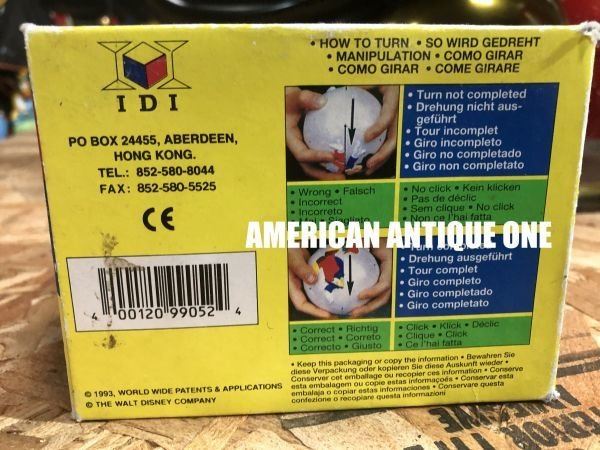 IDI
PO BOX 24455, ABERDEEN,
HONG KONG.
TEL.: 852-580-8044
FAX: 852-580-5525
CE
4 00120 99052 4
© 1993, WORLD WIDE PATENTS & APPLICATIONS
© THE WALT DISNEY COMPANY
• HOW TO TURN • SO WIRD GEDREHT
• MANIPULATION • COMO GIRAR
• COMO GIRAR • COME GIRARE
• Turn not completed
• Drehung nicht aus-
geführt
• Tour incomplet
• Giro incompleto
• Giro no completado
• Giro non completato
• Wrong • Falsch
• Incorrect
• Incorreto
• No click • Kein klicken
• Pas de déclic
• Sem clique • No click
• Non ce l'hai fatta
AMERICAN ANTIQUE ONE
• Turn
• Drehung ausgeführt
• Tour complet
• Giro completo
• Giro completado
• Giro completato
• Correct • Richtig
• Correct • Correto
• Correcto • Giusto
• Click • Klick • Déclic
• Clique • Click
• Ce l'hai fatta
• Keep this packaging or copy the information • Bewahren Sie
diese Verpackung oder kopieren Sie diese Auskunft wieder •
Conserver cet emballage ou recopier ces information • Conserve
esta embalagem ou copie estas informaçoës • Conservar esta
embalaja o copiar estas informaciones • Conservare questa
confezione o recopiare questa informazioni